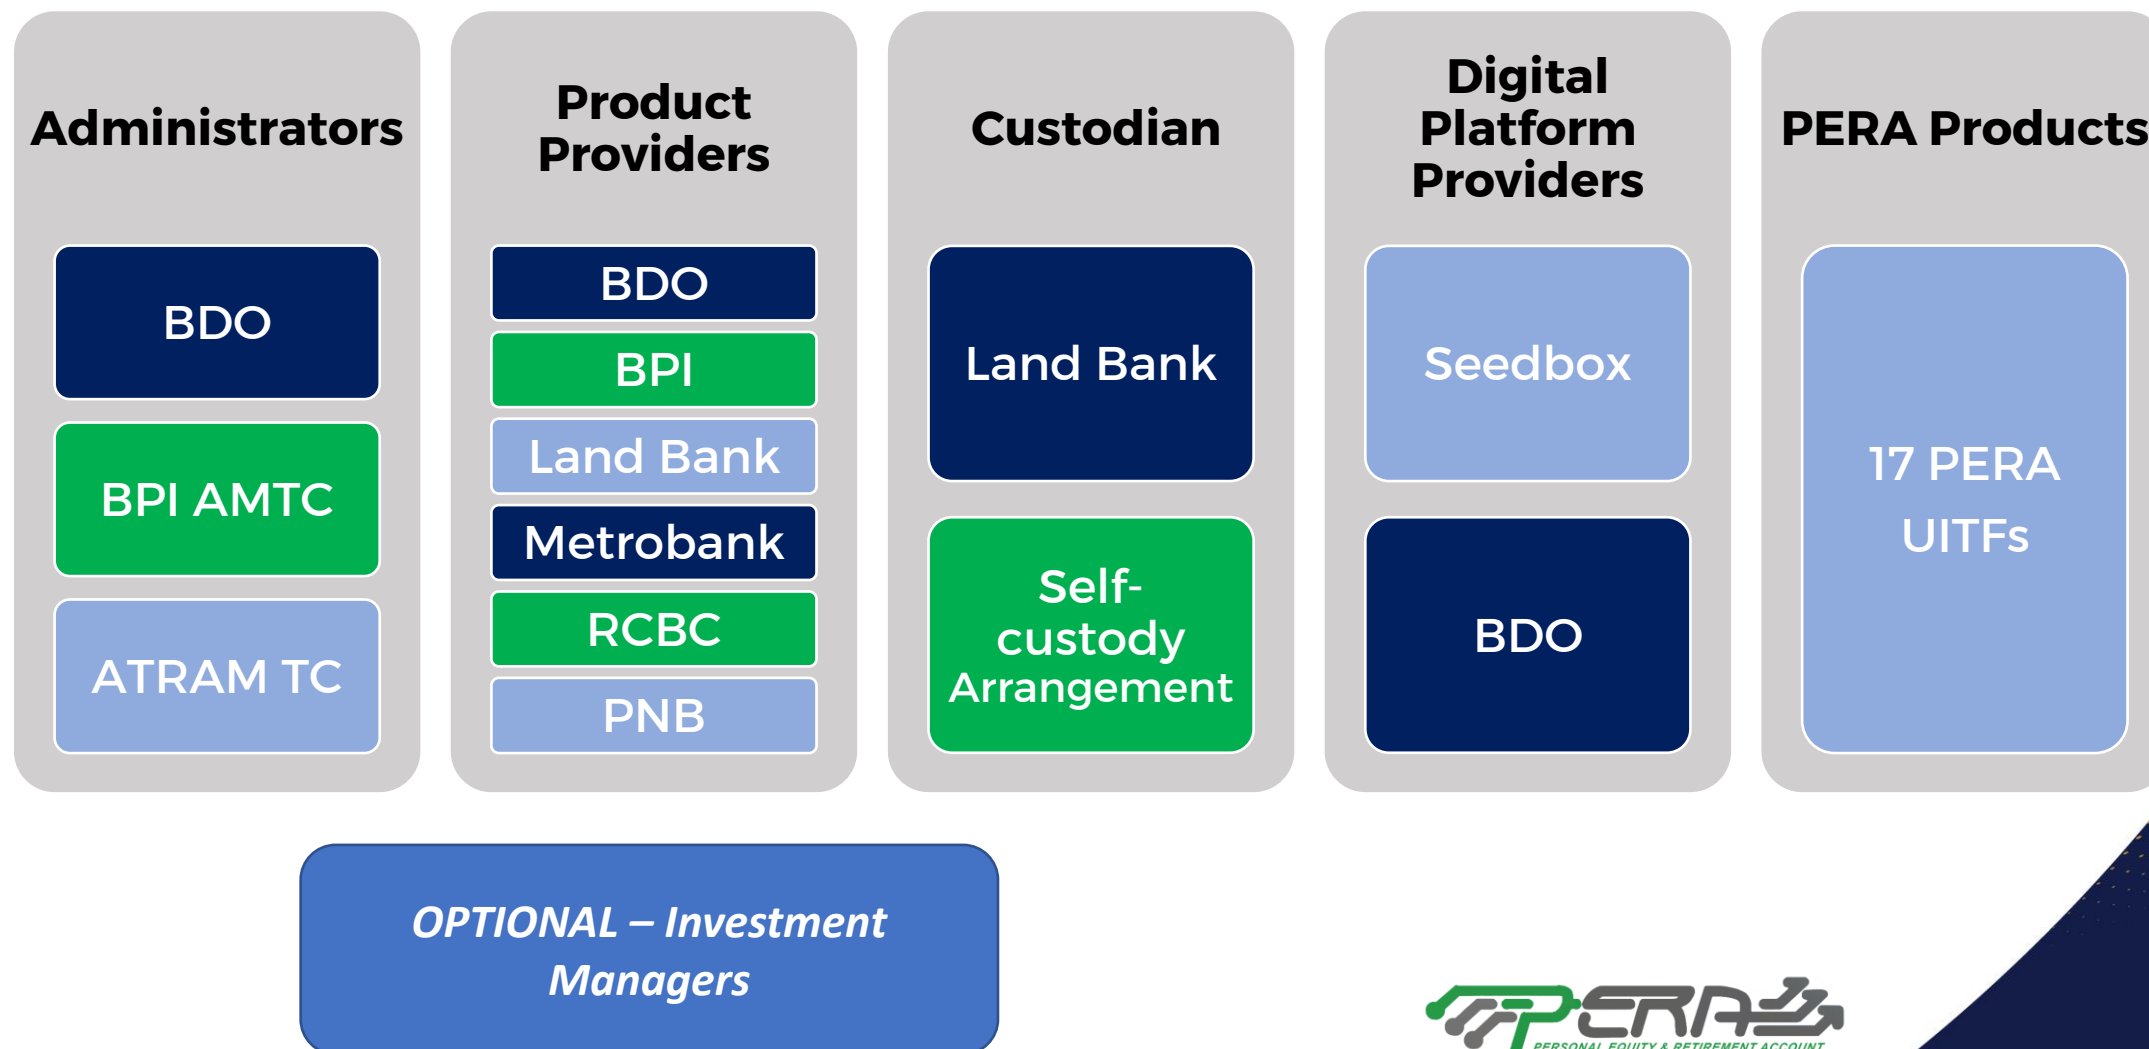 Administrators
BDO
BPI AMTC
ATRAM TC
Product
Providers
BDO
BPI
Land Bank
Metrobank
RCBC
PNB
Custodian
Land Bank
Self-
custody
Arrangement
Digital
Platform
Providers
Seedbox
BDO
PERA Products
17 PERA
UITFs
OPTIONAL – Investment
Managers
PERA
PERSONAL EQUITY & RETIREMENT ACCOUNT